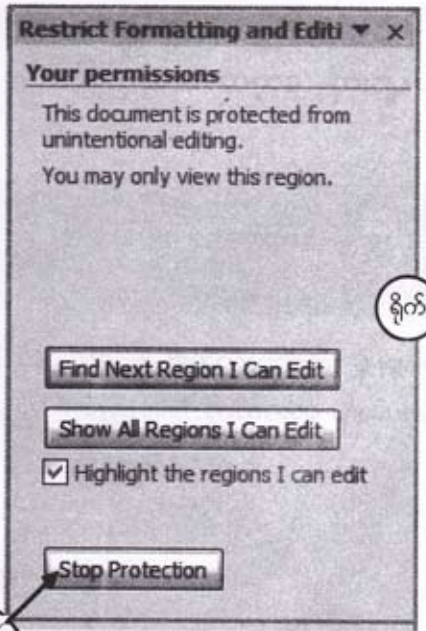 Restrict Formatting and Editi
Your permissions
This document is protected from
unintentional editing.
You may only view this region.
ရိုက်
Find Next Region I Can Edit
Show All Regions I Can Edit
Highlight the regions I can edit
Stop Protection